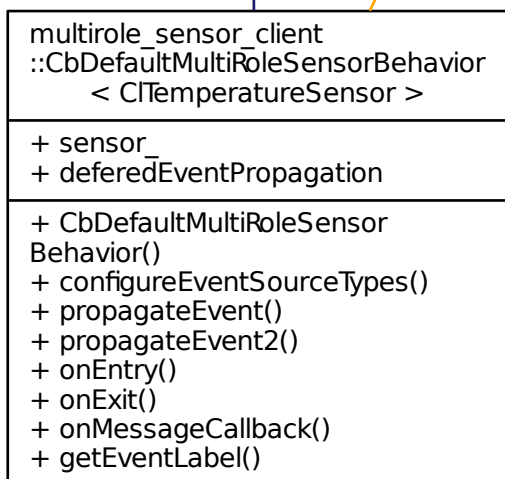 multirole_sensor_client
::CbDefaultMultiRoleSensorBehavior
< ClTemperatureSensor >
+ sensor_
+ deferedEventPropagation
+ CbDefaultMultiRoleSensor
Behavior()
+ configureEventSourceTypes()
+ propagateEvent()
+ propagateEvent2()
+ onEntry()
+ onExit()
+ onMessageCallback()
+ getEventLabel()